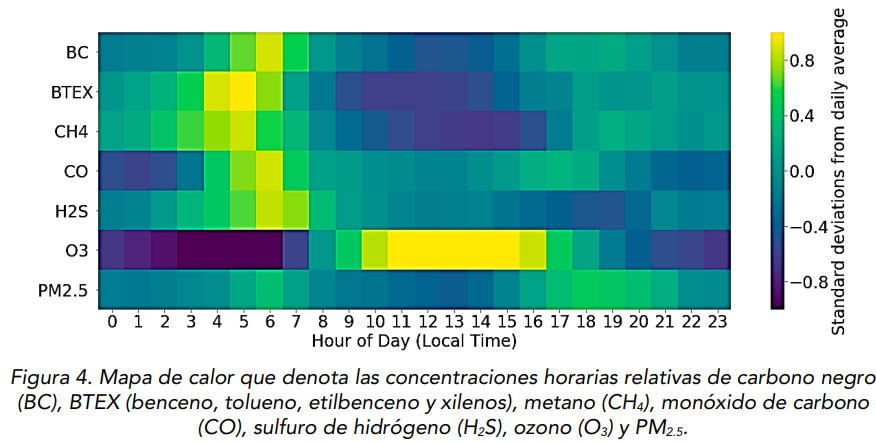 BC
BTEX
CH4
CO
H2S
O3
PM2.5
0 1 2 3 4 5 6 7 8 9 10 11 12 13 14 15 16 17 18 19 20 21 22 23
Hour of Day (Local Time)
0.8
0.4
0.0
−0.4
−0.8
Standard deviations from daily average
Figura 4. Mapa de calor que denota las concentraciones horarias relativas de carbono negro
(BC), BTEX (benceno, tolueno, etilbenceno y xilenos), metano (CH₄), monóxido de carbono
(CO), sulfuro de hidrógeno (H₂S), ozono (O₃) y PM₂.₅.